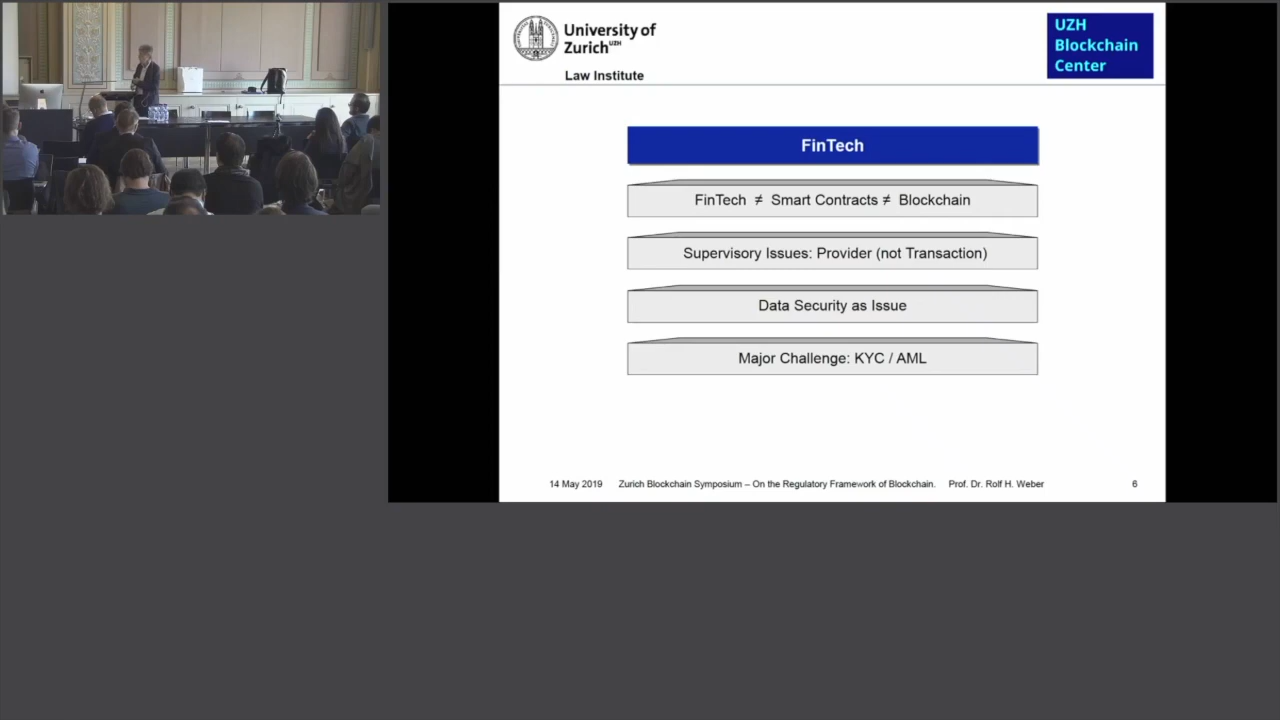 University of
Zurich UZH
Law Institute
UZH
Blockchain
Center
FinTech
FinTech ≠ Smart Contracts ≠ Blockchain
Supervisory Issues: Provider (not Transaction)
Data Security as Issue
Major Challenge: KYC / AML
14 May 2019 Zurich Blockchain Symposium – On the Regulatory Framework of Blockchain. Prof. Dr. Rolf H. Weber 6